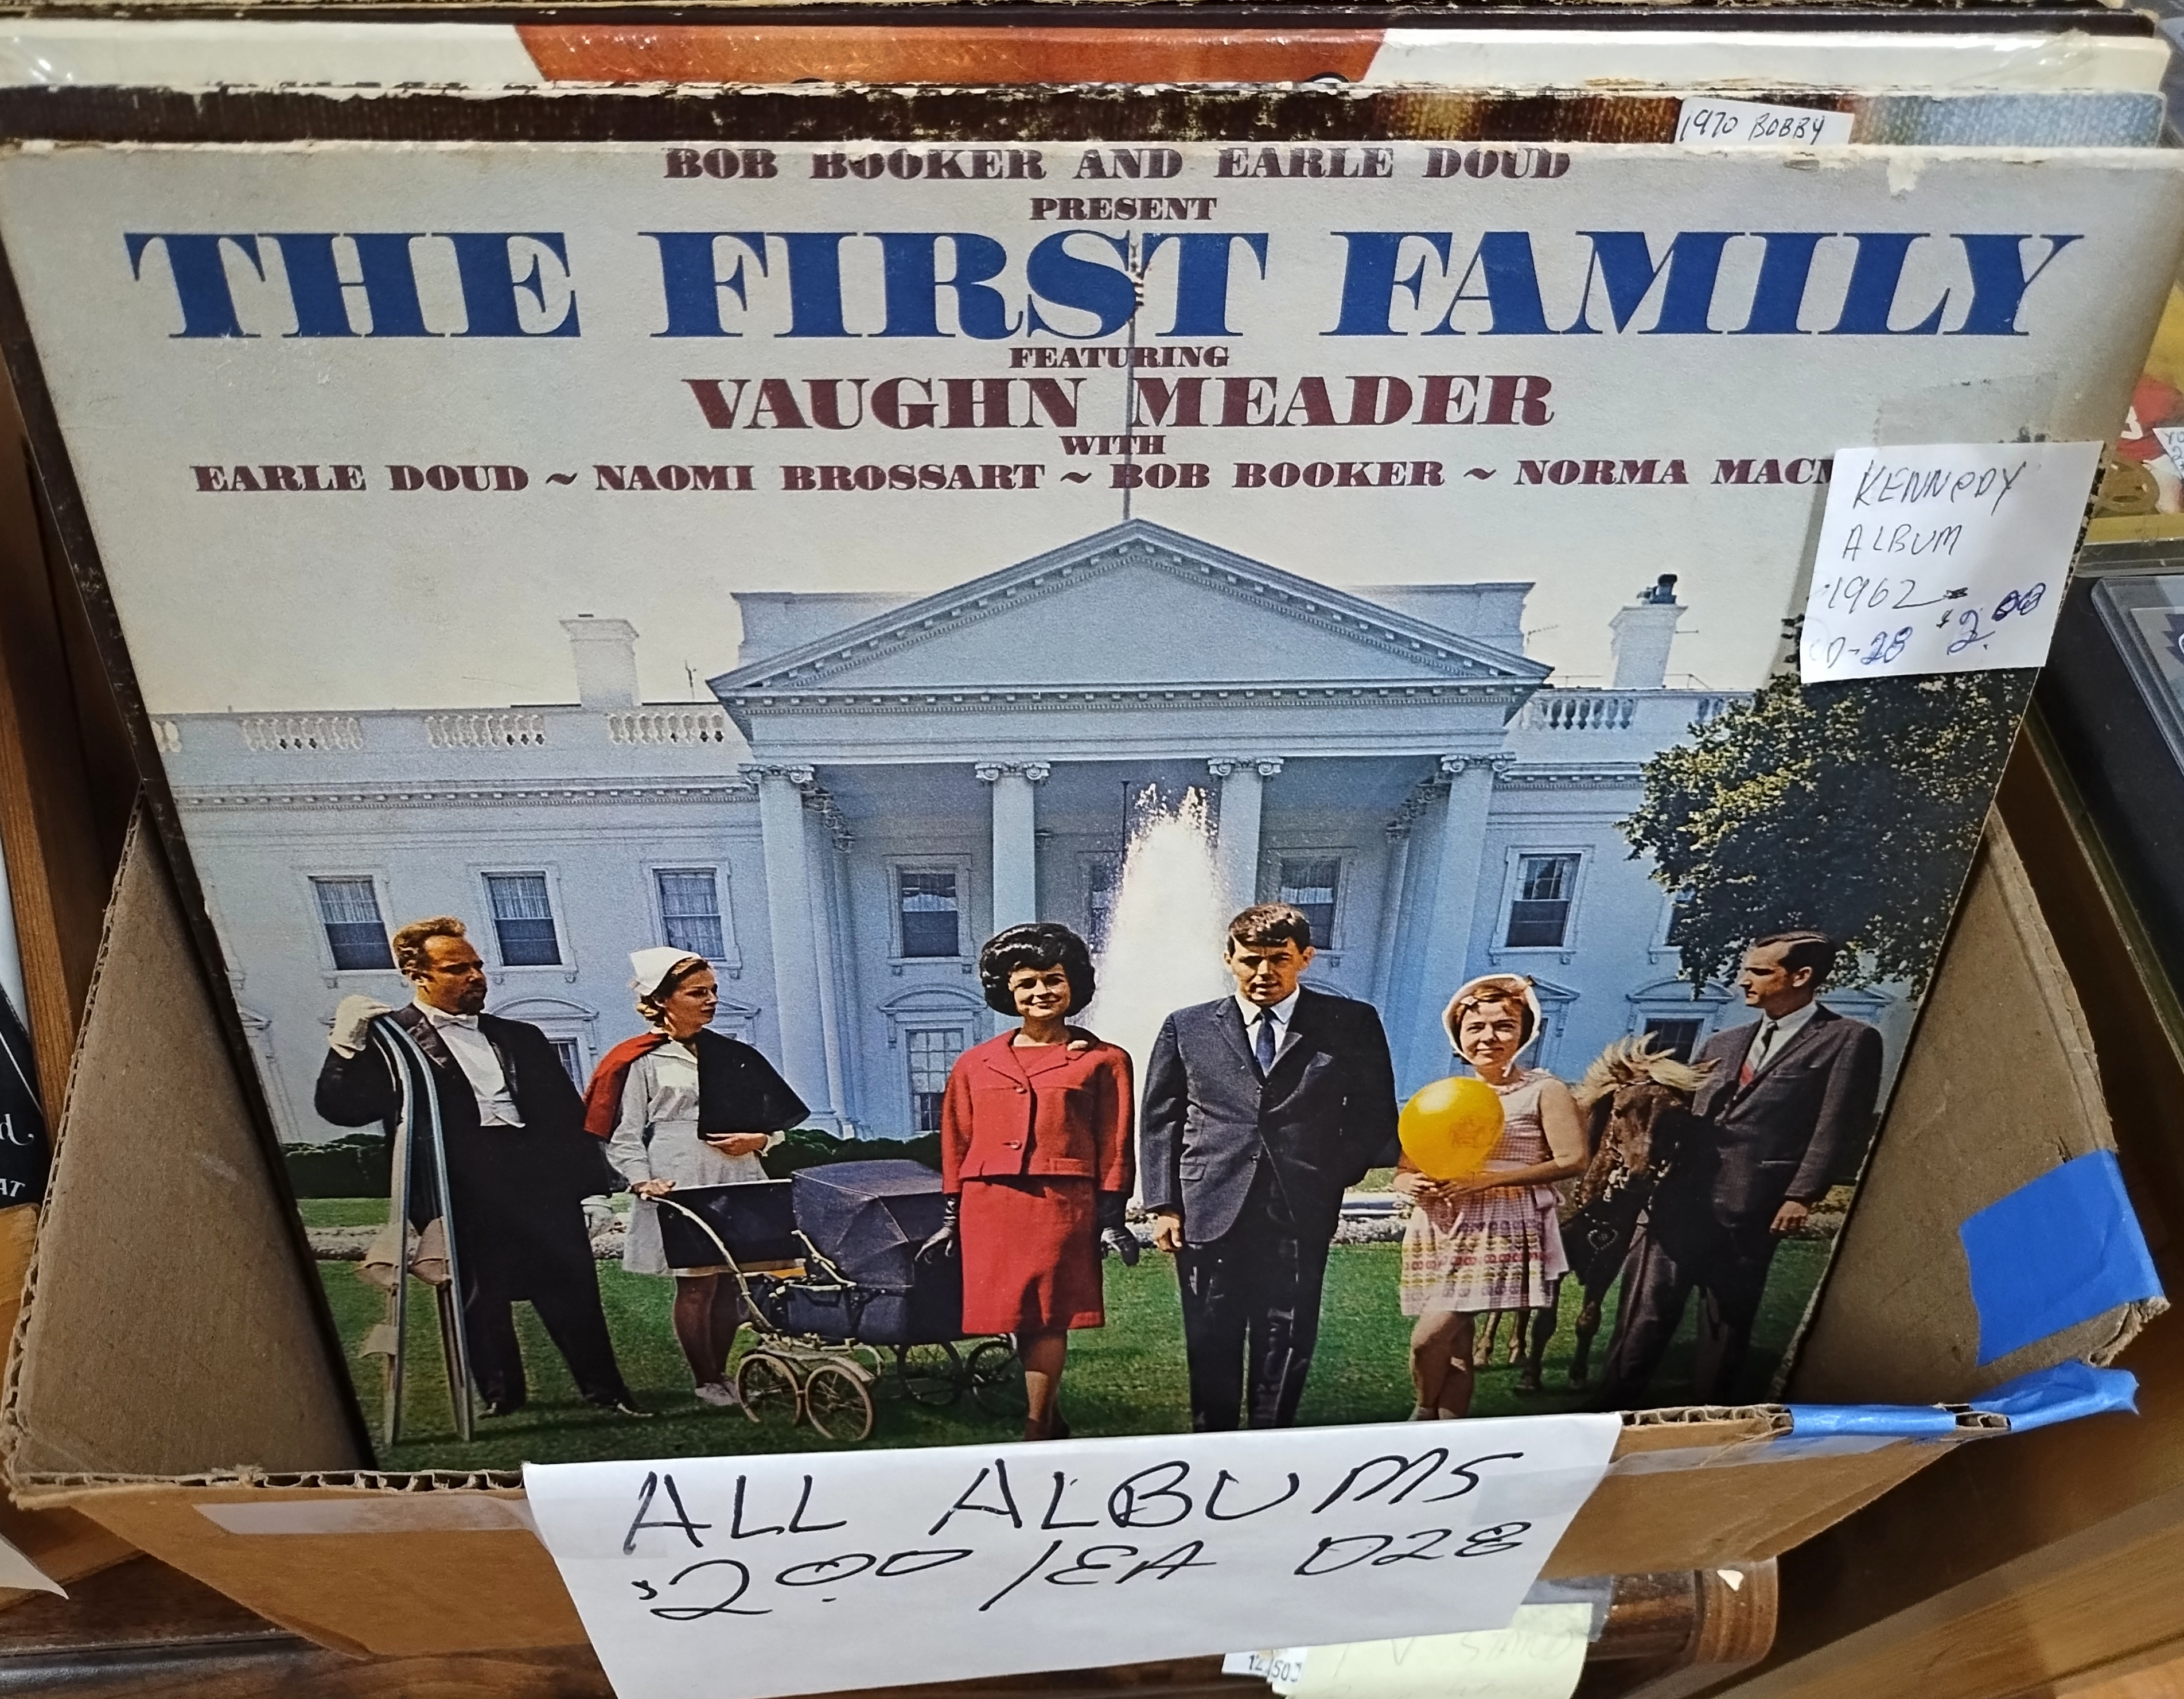 1970 BOBBY
BOB BOOKER AND EARLE DOUD
PRESENT
THE FIRST FAMILY
FEATURING
VAUGHN MEADER
WITH
EARLE DOUD ~ NAOMI BROSSART ~ BOB BOOKER ~ NORMA MAC
KENNEDY
ALBUM
1962
D-28 $2.00
ALL ALBUMS
$2.00/EA D28